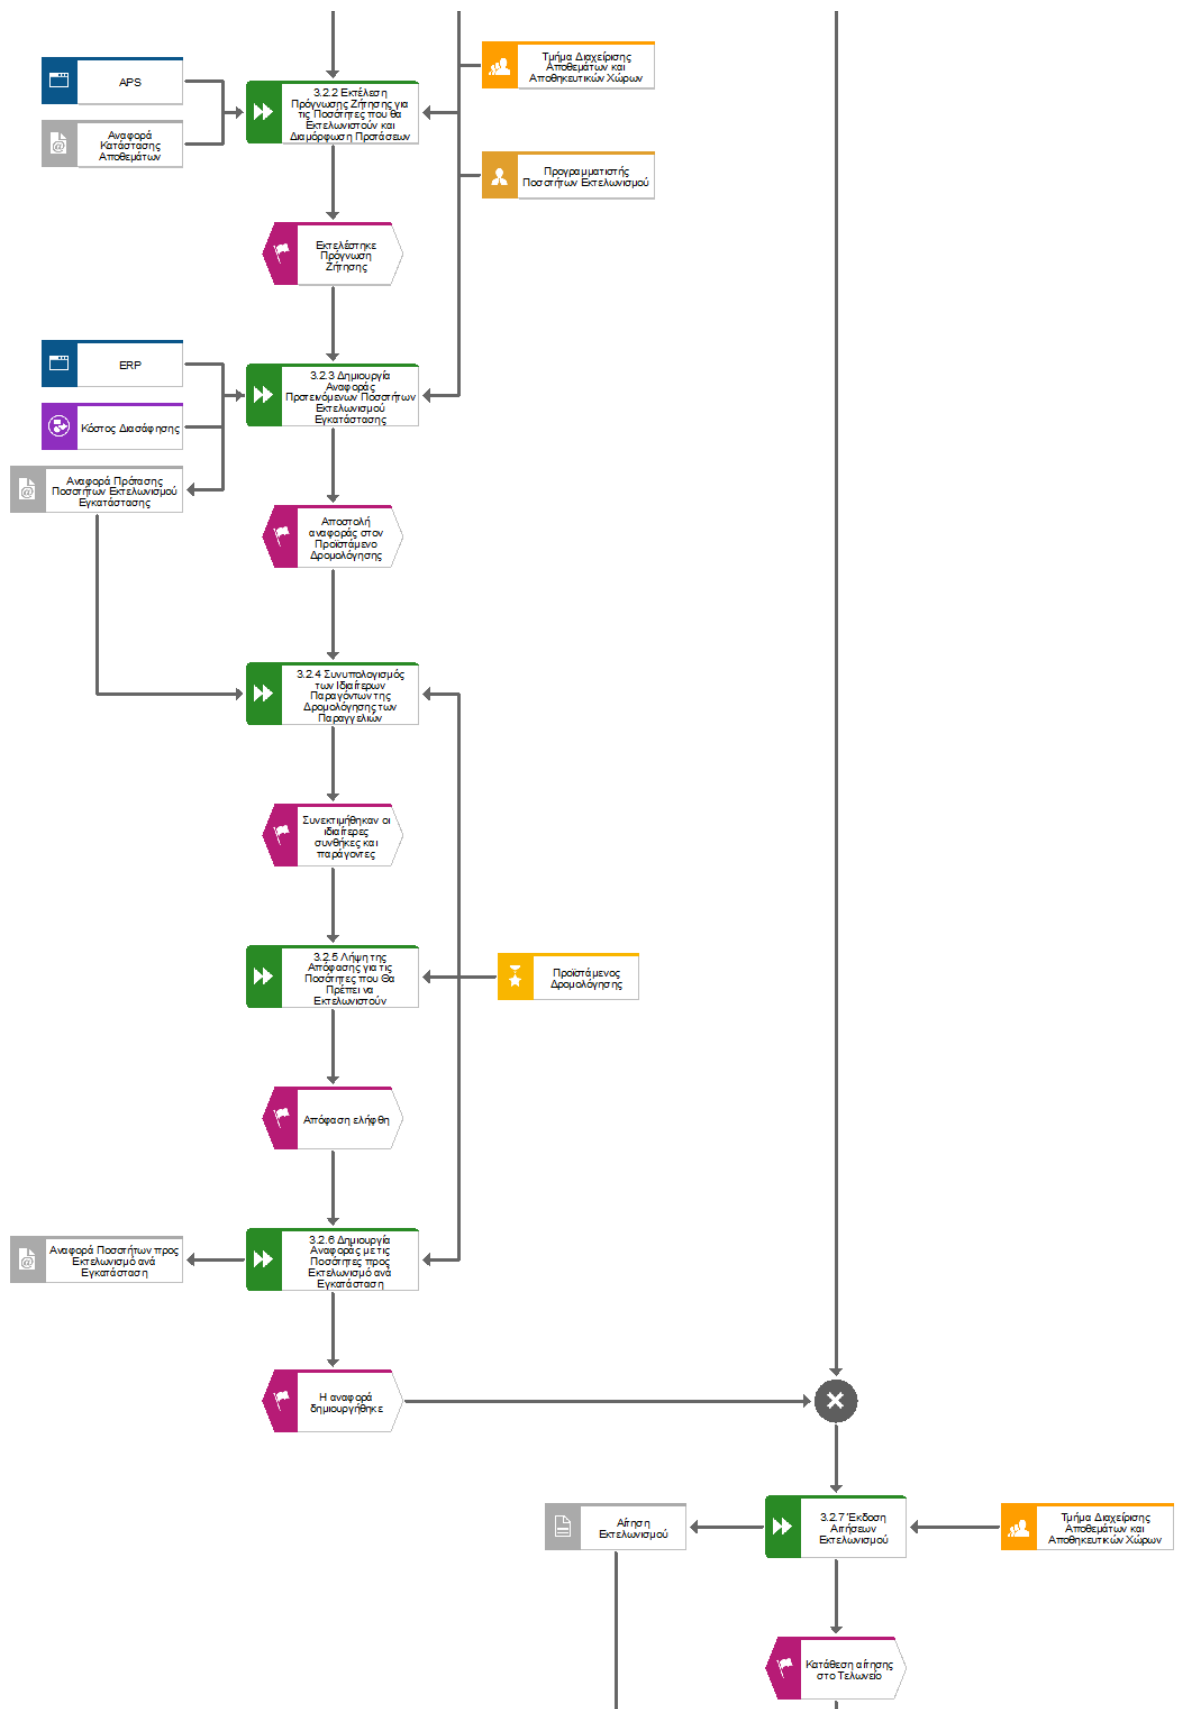 Τμήμα Διαχείρισης
Αποθεμάτων και
Αποθηκευτικών Χώρων
APS
3.2.2 Εκτέλεση
Πρόγνωσης Ζήτησης για
τις Ποσότητες που θα
Εκτελωνιστούν και
Διαμόρφωση Προτάσεων
Αναφορά
Κατάστασης
Αποθεμάτων
Προγραμματιστής
Ποσοτήτων Εκτελωνισμού
Εκτελέστηκε
Πρόγνωση
Ζήτησης
ERP
3.2.3 Δημιουργία
Αναφοράς
Προτεινόμενων Ποσοτήτων
Εκτελωνισμού
Εγκατάστασης
Κόστος Διασάφησης
Αναφορά Πρότασης
Ποσοτήτων Εκτελωνισμού
Εγκατάστασης
Αποστολή
αναφοράς στον
Προϊστάμενο
Δρομολόγησης
3.2.4 Συνυπολογισμός
των Ιδιαίτερων
Παραγόντων της
Δρομολόγησης των
Παραγγελιών
Συνεκτιμήθηκαν οι
ιδιαίτερες
συνθήκες και
παράγοντες
3.2.5 Λήψη της
Απόφασης για τις
Ποσότητες που Θα
Πρέπει να
Εκτελωνιστούν
Προϊστάμενος
Δρομολόγησης
Απόφαση ελήφθη
3.2.6 Δημιουργία
Αναφοράς με τις
Ποσότητες προς
Εκτελωνισμό ανά
Εγκατάσταση
Αναφορά Ποσοτήτων προς
Εκτελωνισμό ανά
Εγκατάσταση
Η αναφορά
δημιουργήθηκε
Αίτηση
Εκτελωνισμού
3.2.7 Έκδοση
Αιτήσεων
Εκτελωνισμού
Τμήμα Διαχείρισης
Αποθεμάτων και
Αποθηκευτικών Χώρων
Κατάθεση αίτησης
στο Τελωνείο